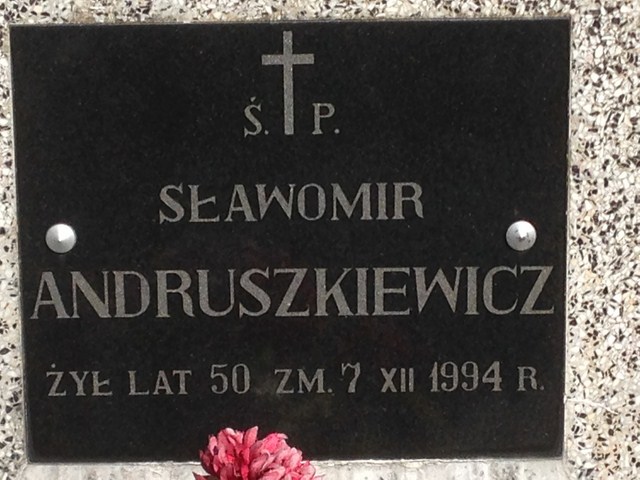 Ś. P.
SŁAWOMIR
ANDRUSZKIEWICZ
ŻYŁ LAT 50 ZM. 7 XII 1994 R.